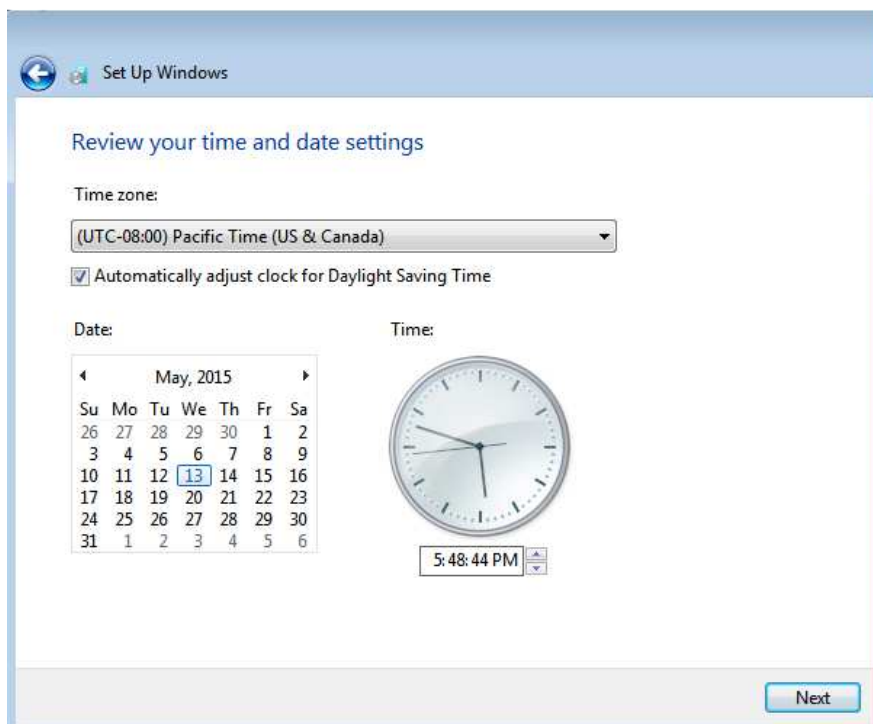 Set Up Windows
Review your time and date settings
Time zone:
(UTC-08:00) Pacific Time (US & Canada)
Automatically adjust clock for Daylight Saving Time
Date:
May, 2015
Su Mo Tu We Th Fr Sa
26 27 28 29 30 1 2
3 4 5 6 7 8 9
10 11 12 13 14 15 16
17 18 19 20 21 22 23
24 25 26 27 28 29 30
31 1 2 3 4 5 6
Time:
5:48:44 PM
Next